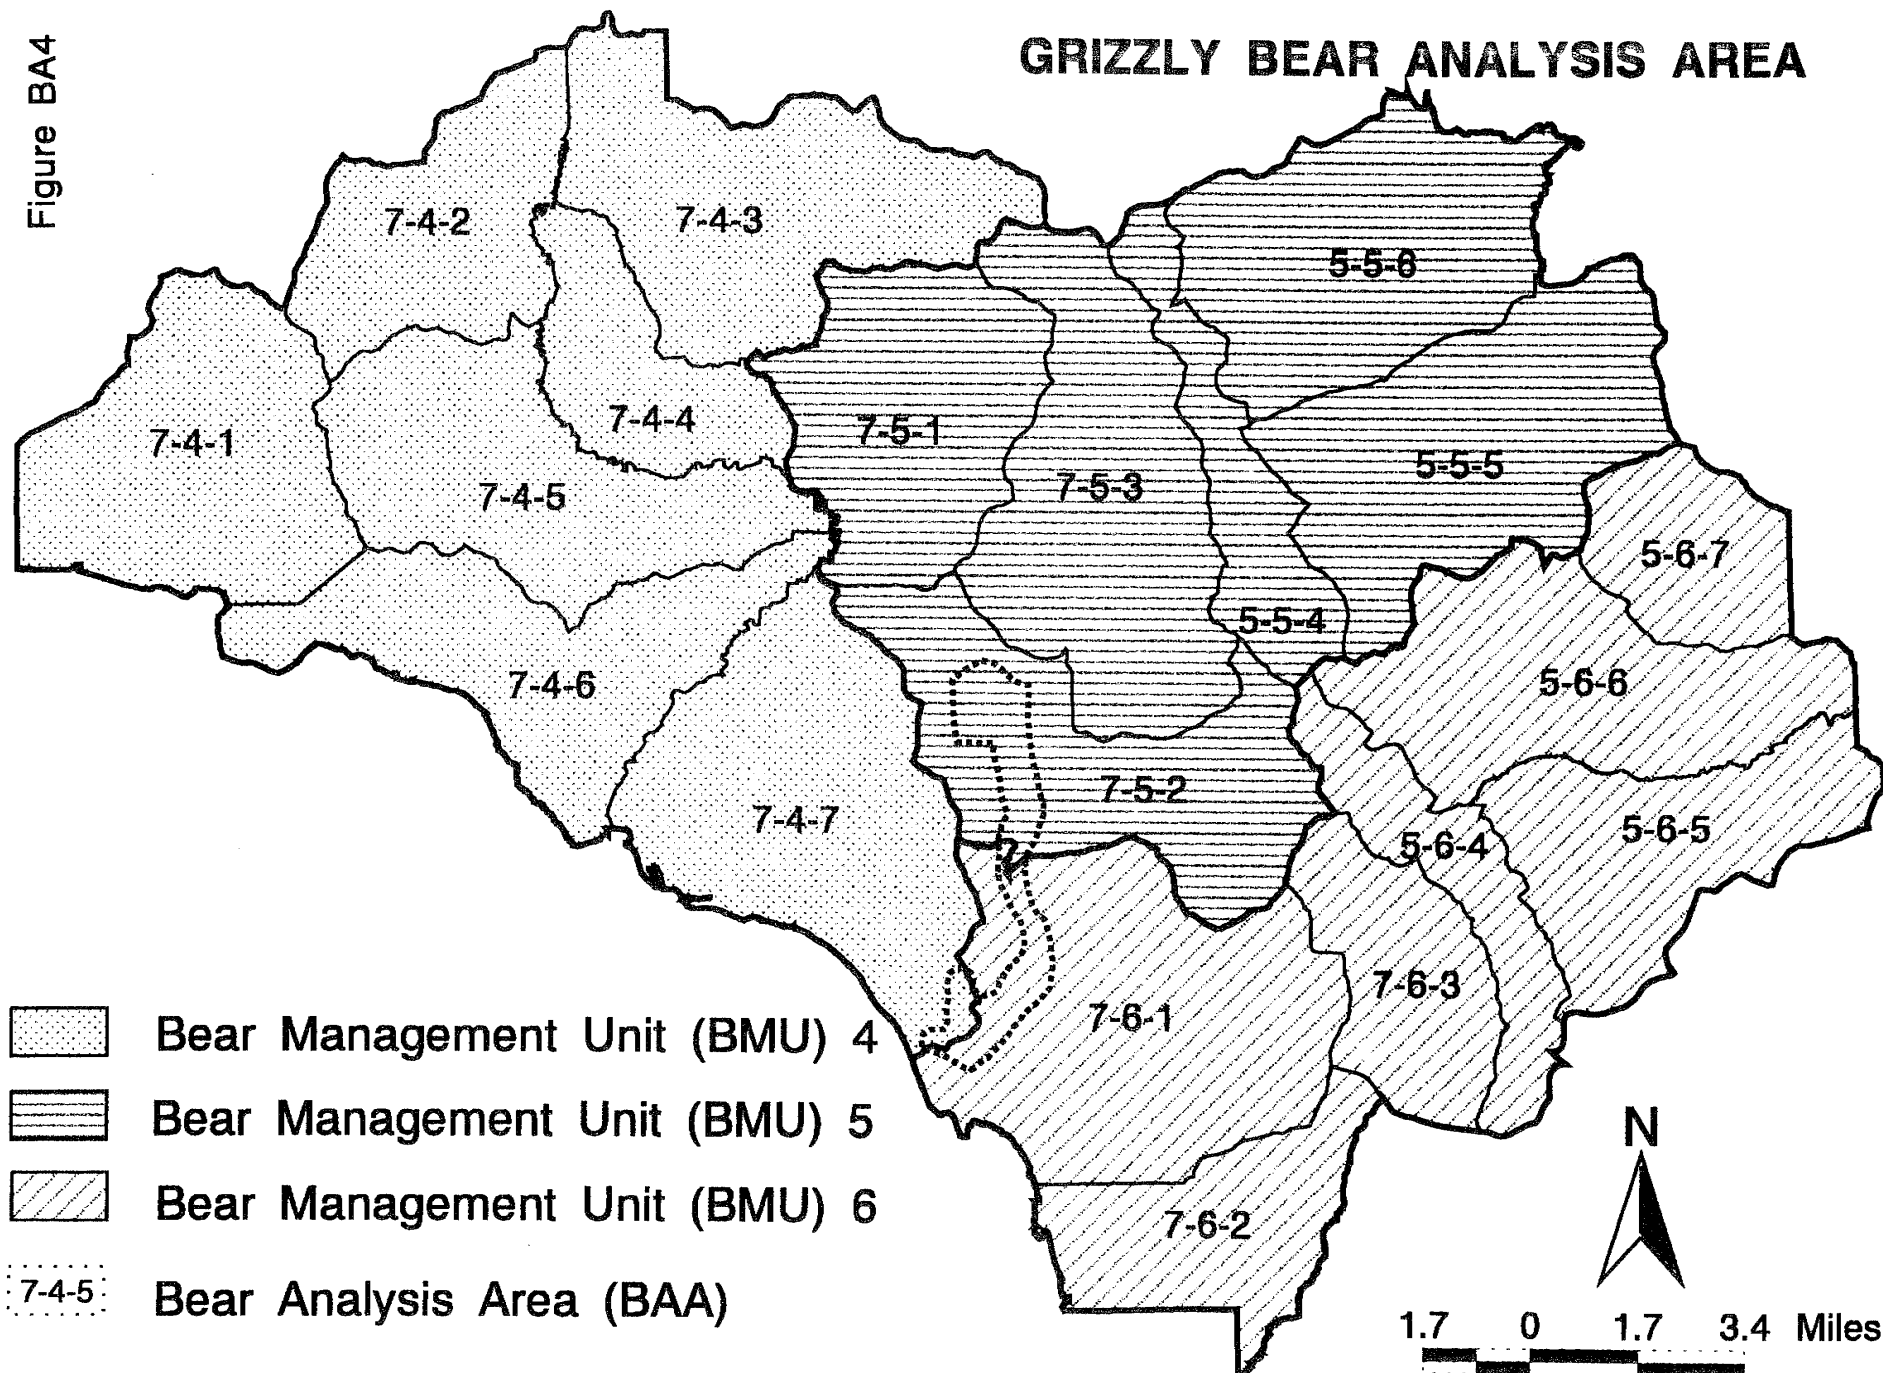 Figure BA4
GRIZZLY BEAR ANALYSIS AREA
7-4-2
7-4-3
5-5-6
7-4-1
7-4-4
7-5-1
5-5-5
7-4-5
7-5-3
5-6-7
5-5-4
7-4-6
5-6-6
7-5-2
7-4-7
5-6-4
5-6-5
7-6-3
7-6-1
7-6-2
Bear Management Unit (BMU) 4
Bear Management Unit (BMU) 5
Bear Management Unit (BMU) 6
7-4-5 Bear Analysis Area (BAA)
N
1.7 0 1.7 3.4 Miles